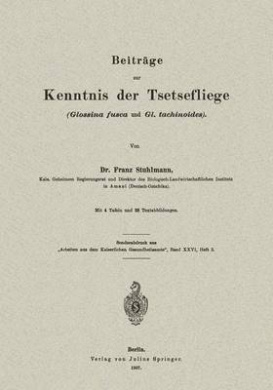 Beiträge
zur
Kenntnis der Tsetsefliege
(Glossina fusca und Gl. tachinoides).
Von
Dr. Franz Stuhlmann,
Kais. Geheimen Regierungsrat und Direktor des Biologisch-Landwirtschaftlichen Instituts
in Amani (Deutsch-Ostafrika).
Mit 4 Tafeln und 28 Textabbildungen.
Sonderabdruck aus
„Arbeiten aus dem Kaiserlichen Gesundheitsamte", Band XXVI, Heft 3.
Berlin.
Verlag von Julius Springer.
1907.